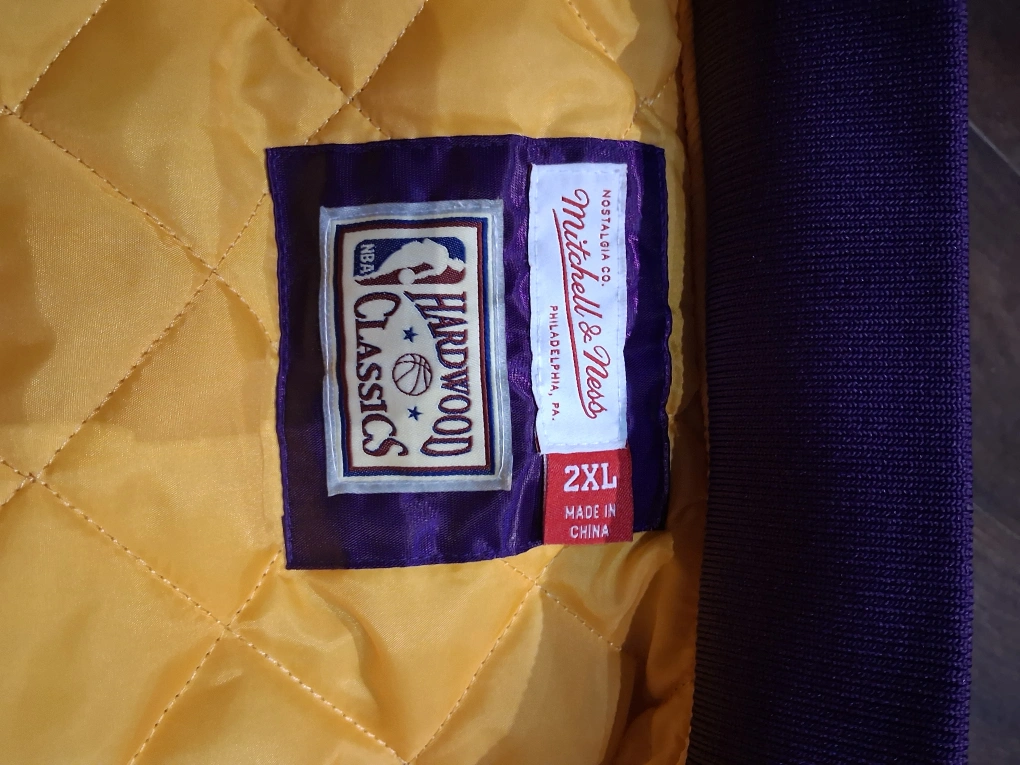 NOSTALGIA CO.
Mitchell & Ness
PHILADELPHIA, PA.
2XL
MADE IN
CHINA
HARDWOOD
CLASSICS
NBA